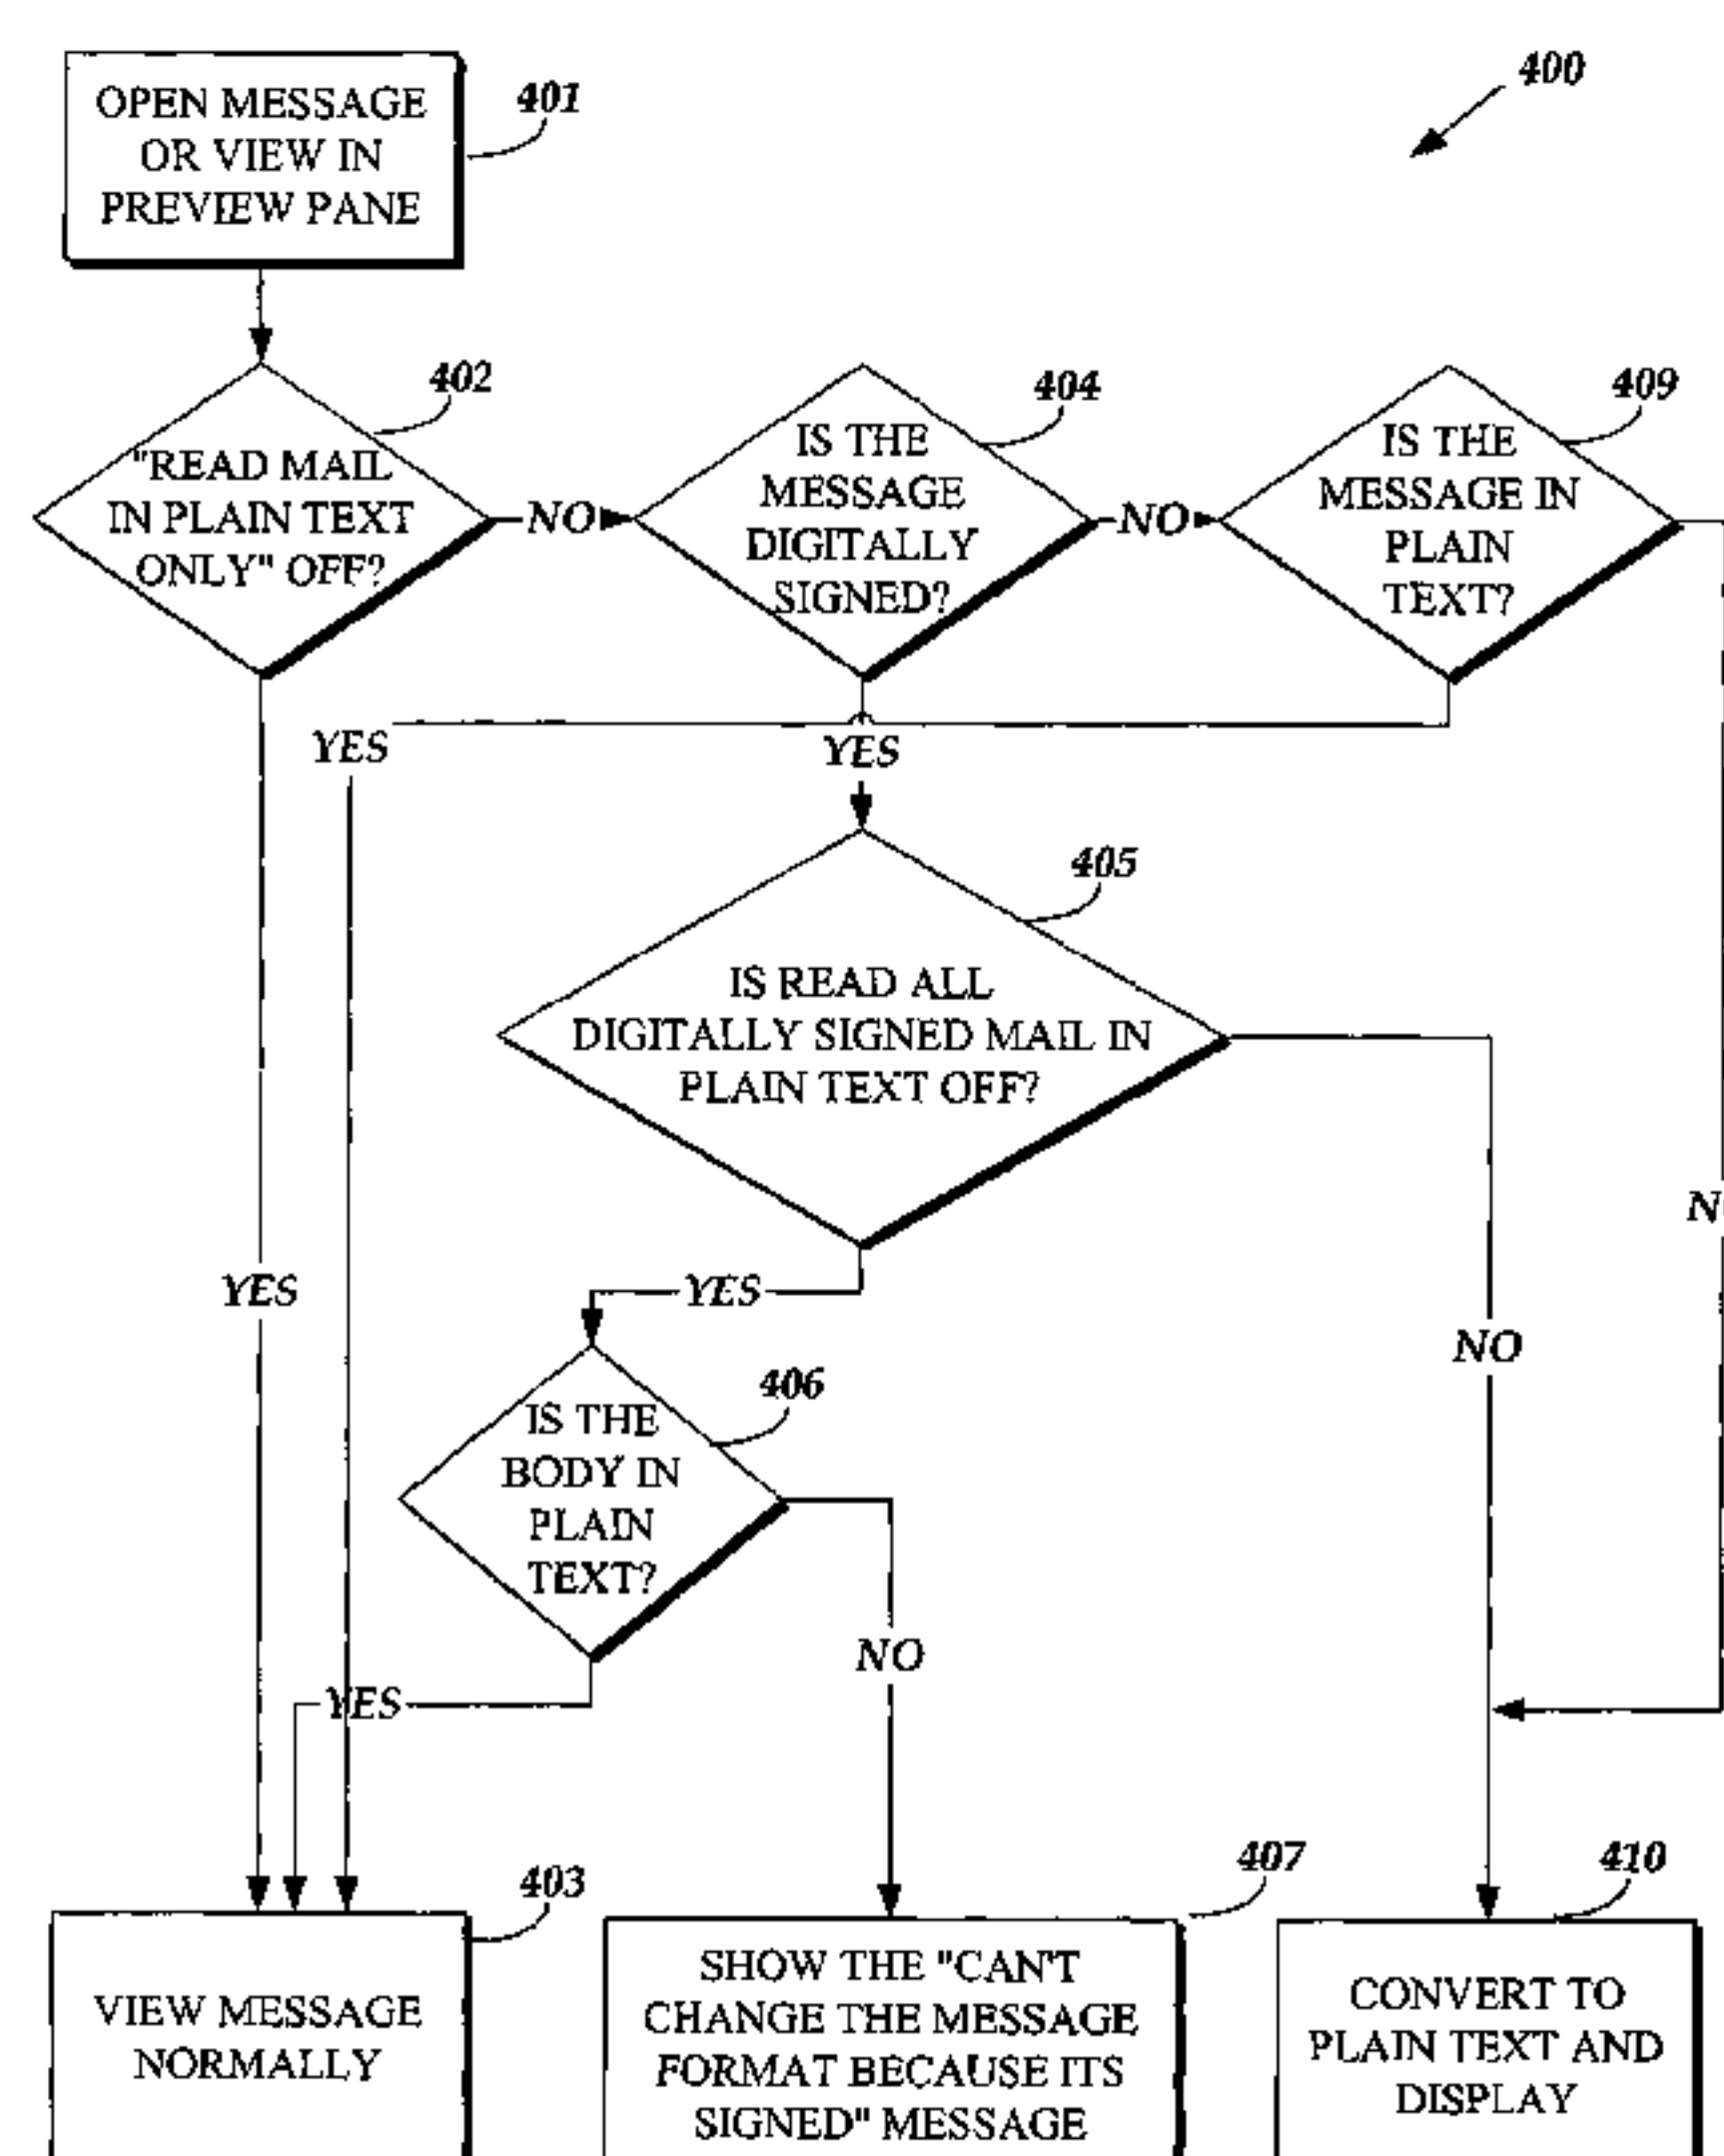 400
OPEN MESSAGE
OR VIEW IN
PREVIEW PANE
401
402
"READ MAIL
IN PLAIN TEXT
ONLY" OFF?
NO
404
IS THE
MESSAGE
DIGITALLY
SIGNED?
NO
409
IS THE
MESSAGE IN
PLAIN
TEXT?
YES
YES
405
IS READ ALL
DIGITALLY SIGNED MAIL IN
PLAIN TEXT OFF?
YES
YES
NO
406
IS THE
BODY IN
PLAIN
TEXT?
NO
YES
403
VIEW MESSAGE
NORMALLY
407
SHOW THE "CAN'T
CHANGE THE MESSAGE
FORMAT BECAUSE ITS
SIGNED" MESSAGE
410
CONVERT TO
PLAIN TEXT AND
DISPLAY